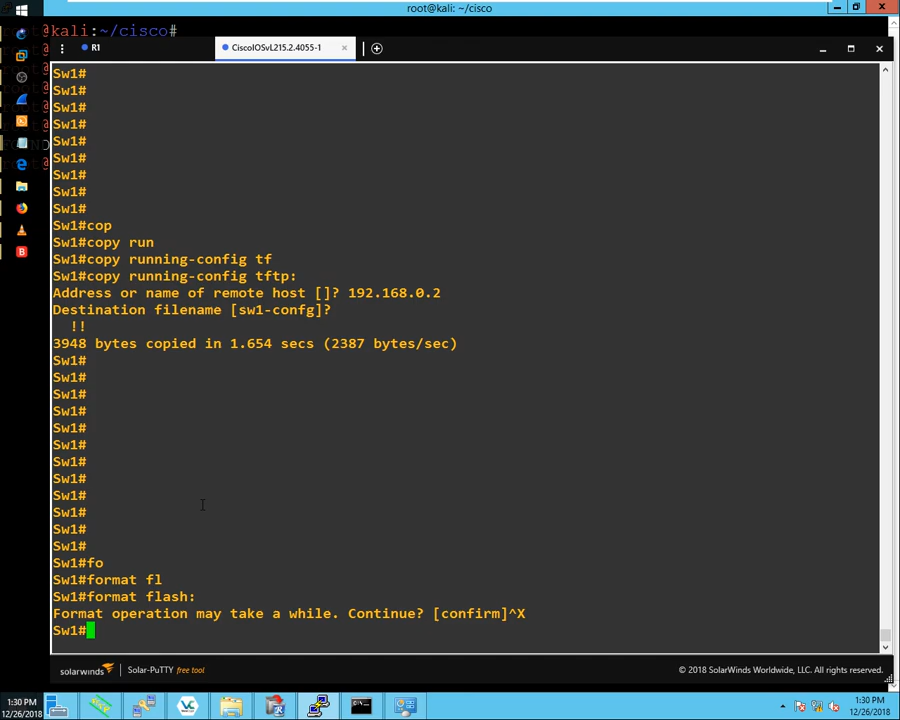 root@kali: ~/cisco
kali:~/cisco#
R1
CiscoIOSvL215.2.4055-1
Sw1#
Sw1#
Sw1#
Sw1#
Sw1#
Sw1#
Sw1#
Sw1#
Sw1#
Sw1#cop
Sw1#copy run
Sw1#copy running-config tf
Sw1#copy running-config tftp:
Address or name of remote host []? 192.168.0.2
Destination filename [sw1-confg]?
!!
3948 bytes copied in 1.654 secs (2387 bytes/sec)
Sw1#
Sw1#
Sw1#
Sw1#
Sw1#
Sw1#
Sw1#
Sw1#
Sw1#
Sw1#
Sw1#
Sw1#
Sw1#fo
Sw1#format fl
Sw1#format flash:
Format operation may take a while. Continue? [confirm]^X
Sw1#
solarwinds Solar-PuTTY free tool
© 2018 SolarWinds Worldwide, LLC. All rights reserved.
1:30 PM
12/26/2018
1:30 PM
12/26/2018